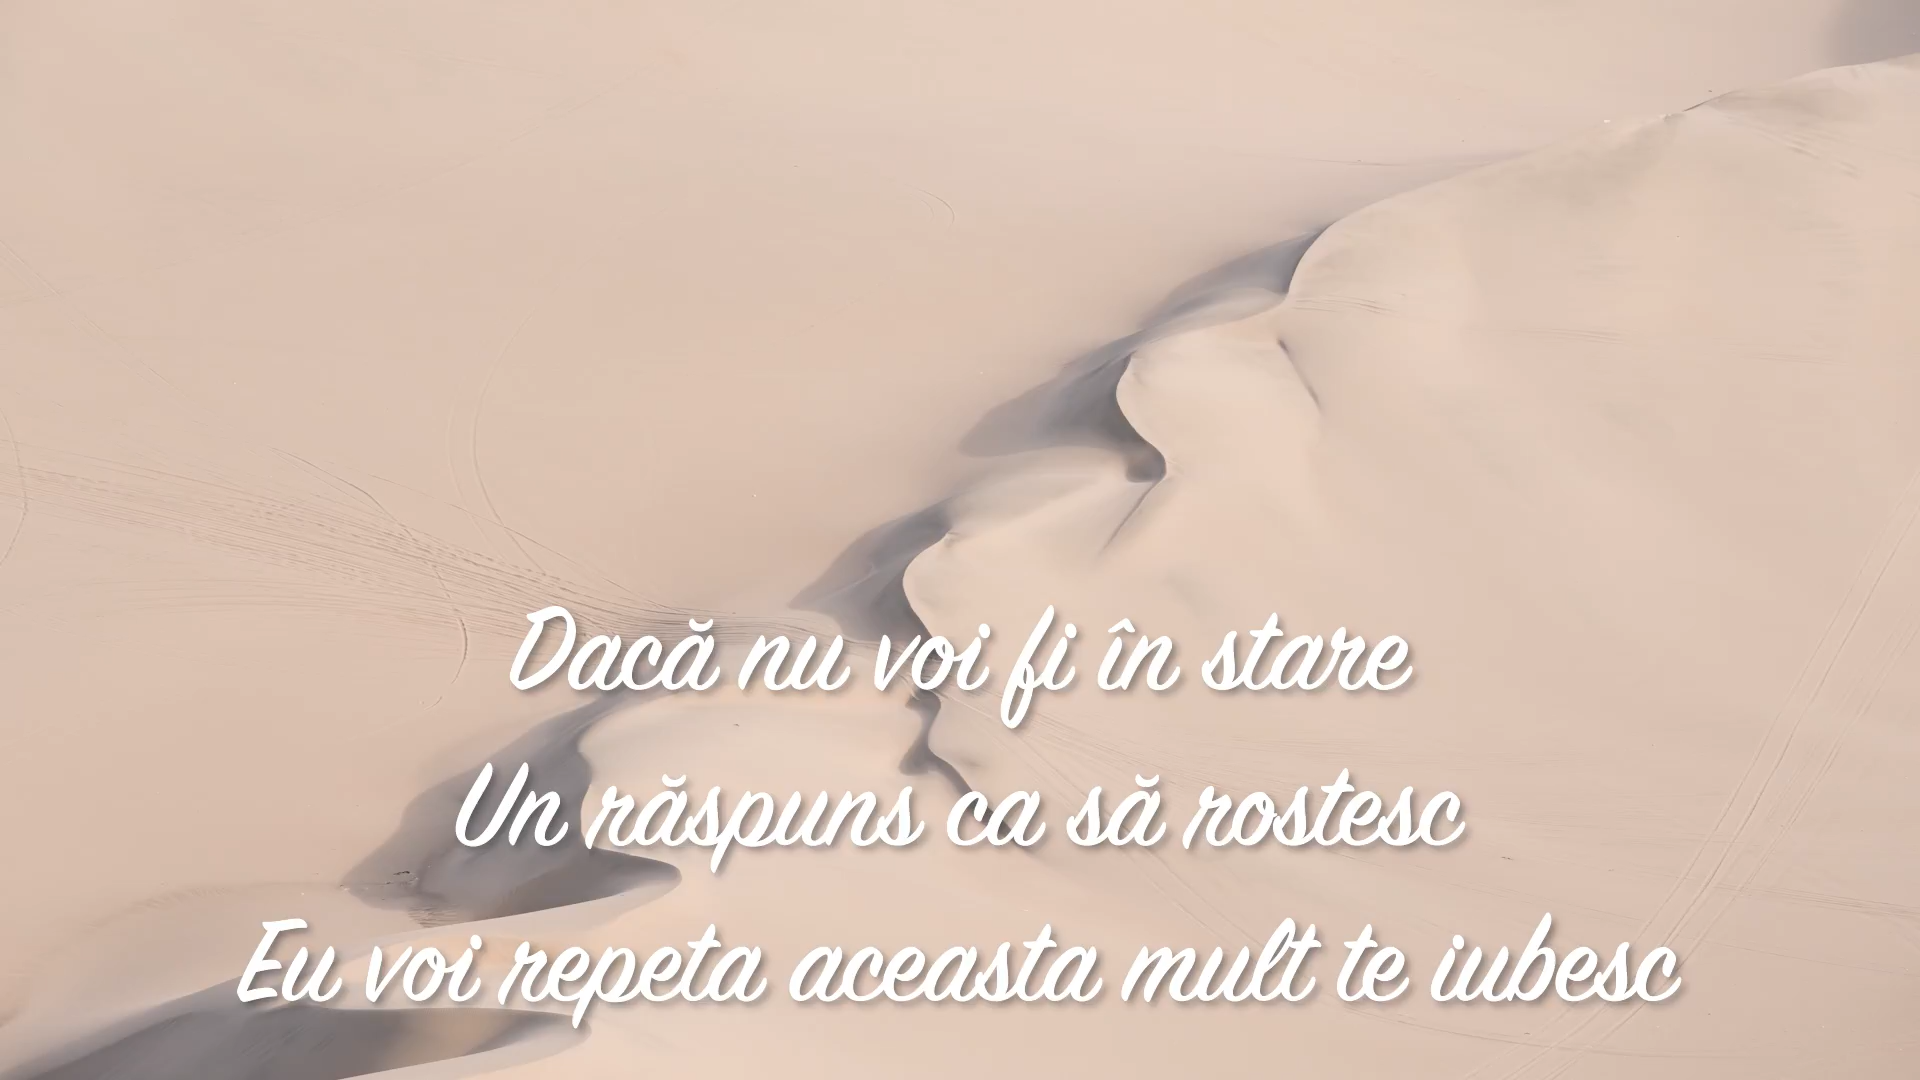 Dacă nu voi fi în stare
Un răspuns ca să rostesc
Eu voi repeta aceasta mult te iubesc